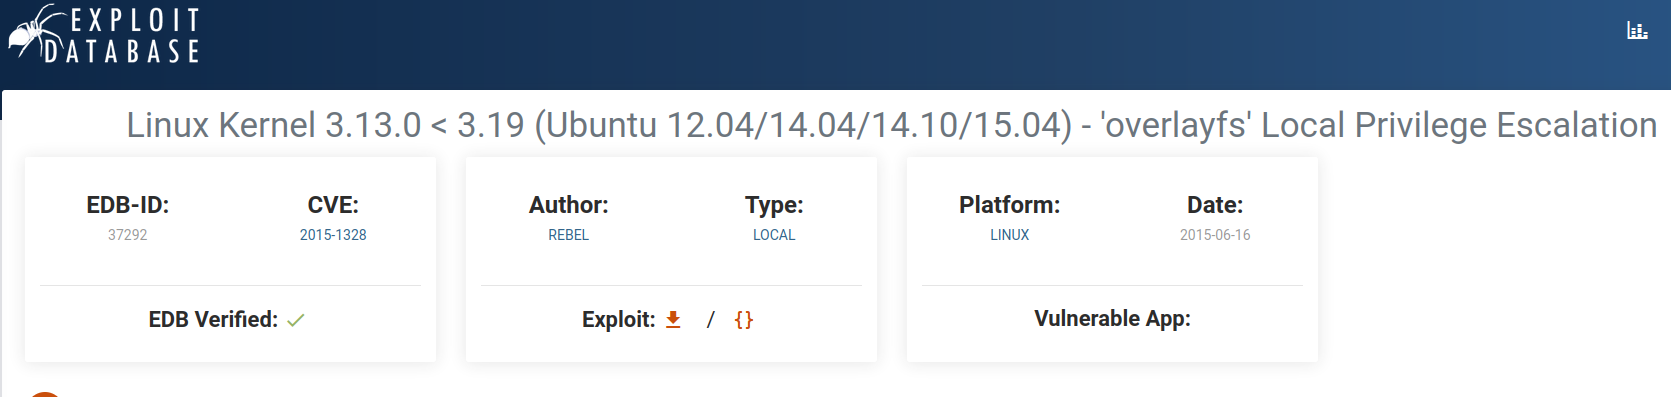 EXPLOIT
DATABASE
Linux Kernel 3.13.0 < 3.19 (Ubuntu 12.04/14.04/14.10/15.04) - 'overlayfs' Local Privilege Escalation
EDB-ID:
37292
CVE:
2015-1328
EDB Verified:
Author:
REBEL
Type:
LOCAL
Exploit: / {}
Platform:
LINUX
Date:
2015-06-16
Vulnerable App: